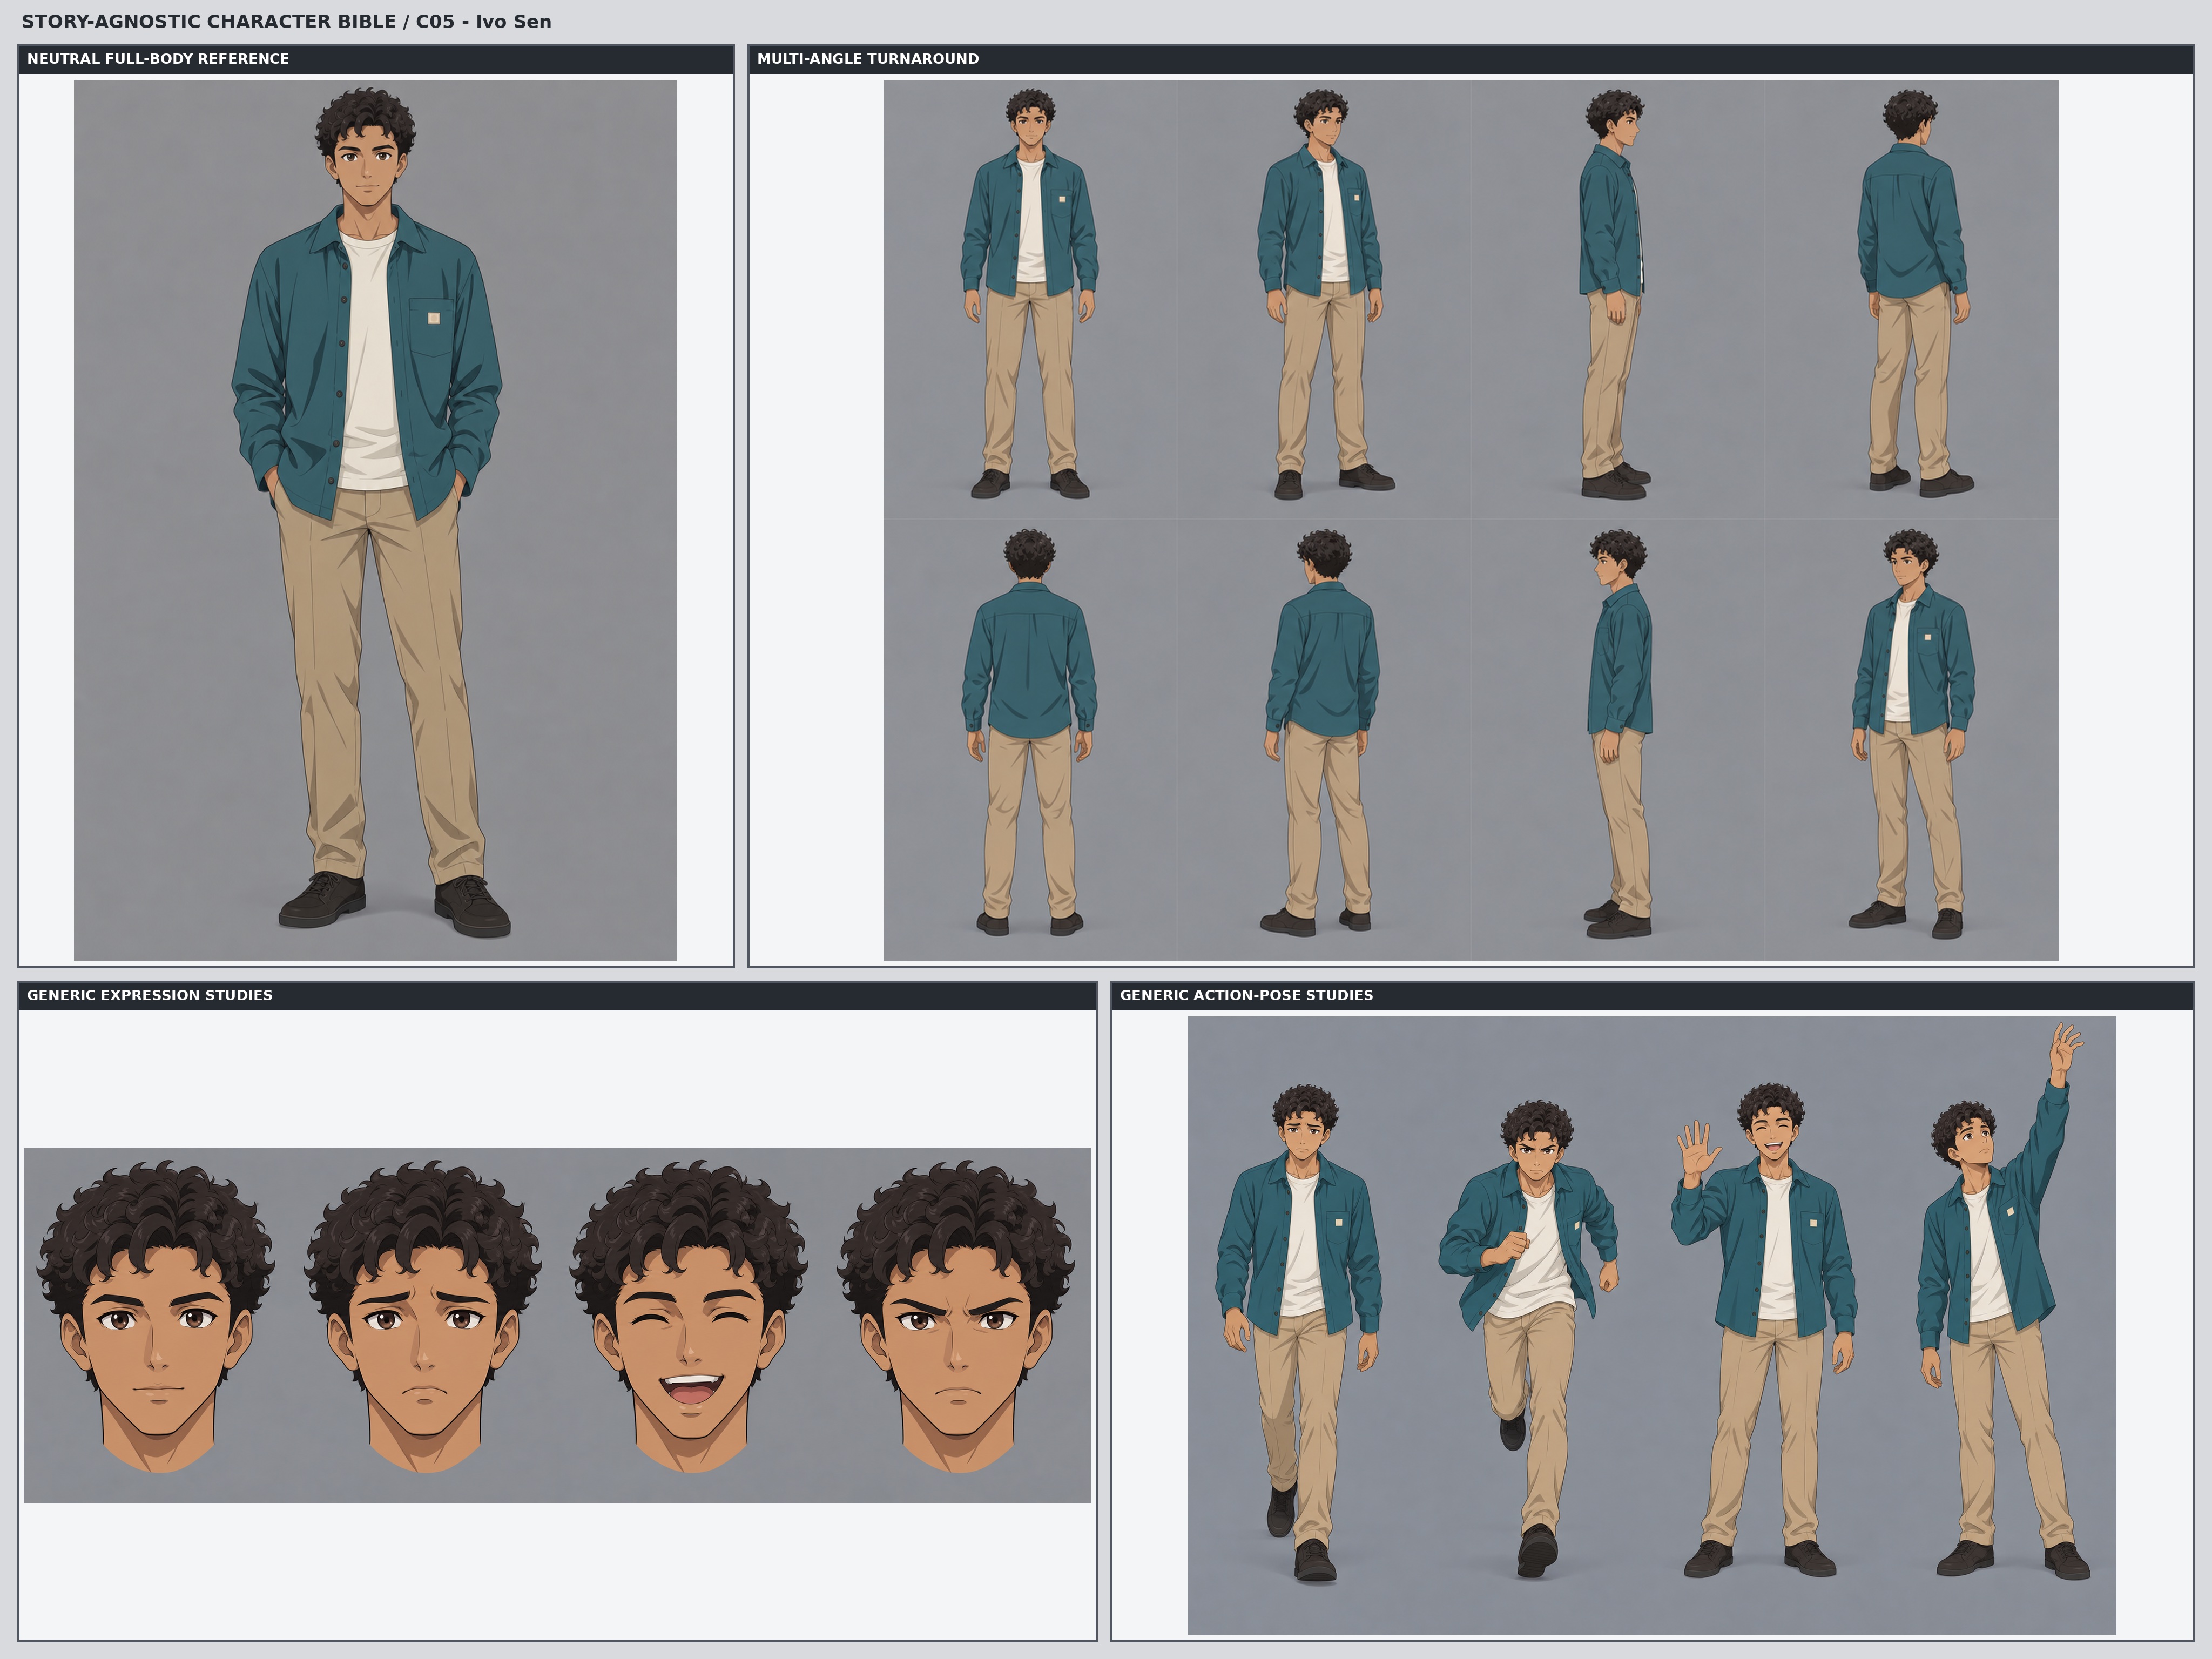 STORY-AGNOSTIC CHARACTER BIBLE / C05 - Ivo Sen
NEUTRAL FULL-BODY REFERENCE
MULTI-ANGLE TURNAROUND
GENERIC EXPRESSION STUDIES
GENERIC ACTION-POSE STUDIES